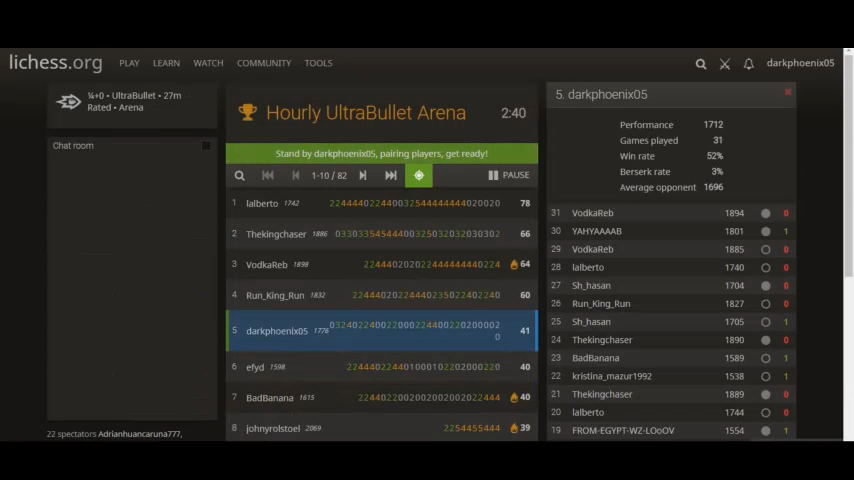 lichess.org PLAY LEARN WATCH COMMUNITY TOOLS darkphoenix05
¼+0 • UltraBullet • 27m
Rated • Arena
Chat room
22 spectators Adrianhuancaruna777,
Hourly UltraBullet Arena 2:40
Stand by darkphoenix05, pairing players, get ready!
1-10 / 82 PAUSE
1 lalberto 1742 78
2 Thekingchaser 1886 66
3 VodkaReb 1898 64
4 Run_King_Run 1832 60
5 darkphoenix05 1776 41
6 efyd 1598 40
7 BadBanana 1615 40
8 johnyrolstoel 2069 2254455444 39
5. darkphoenix05
Performance 1712
Games played 31
Win rate 52%
Berserk rate 3%
Average opponent 1696
31 VodkaReb 1894 0
30 YAHYAAAAB 1801 1
29 VodkaReb 1885 0
28 lalberto 1740 0
27 Sh_hasan 1704 0
26 Run_King_Run 1827 0
25 Sh_hasan 1705 1
24 Thekingchaser 1890 0
23 BadBanana 1589 1
22 kristina_mazur1992 1538 1
21 Thekingchaser 1889 0
20 lalberto 1744 0
19 FROM-EGYPT-WZ-LOoOV 1554 1